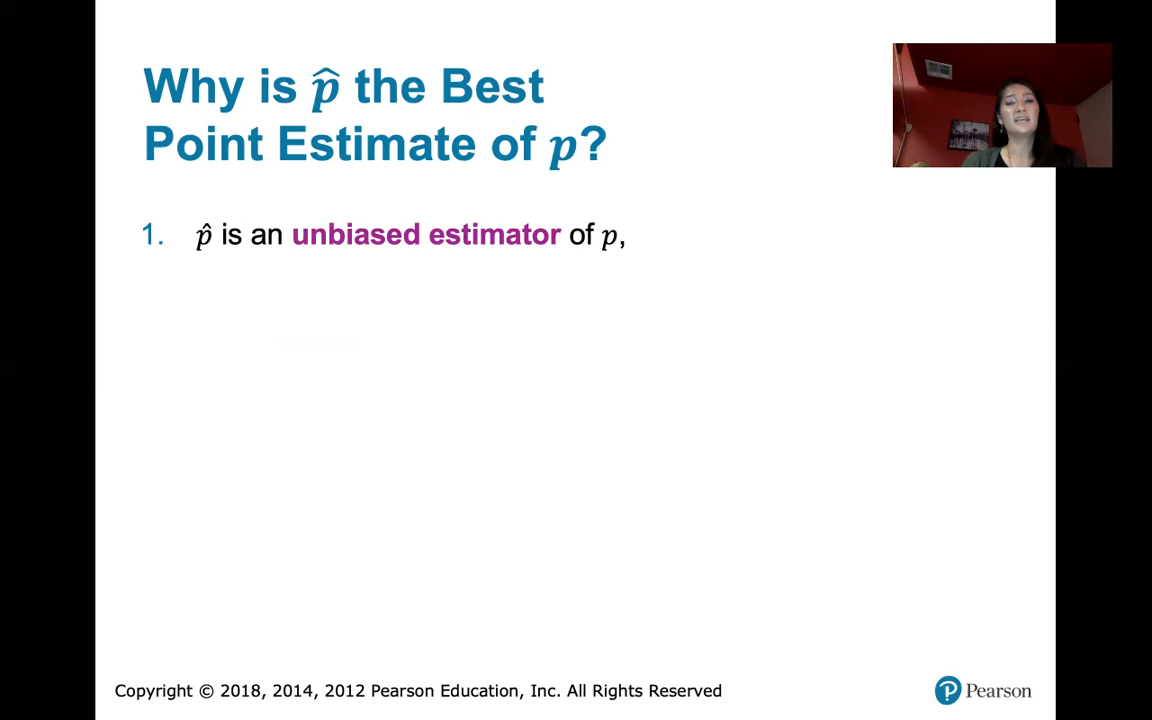 Why is p̂ the Best
Point Estimate of p?
1. p̂ is an unbiased estimator of p,
Copyright © 2018, 2014, 2012 Pearson Education, Inc. All Rights Reserved
Pearson